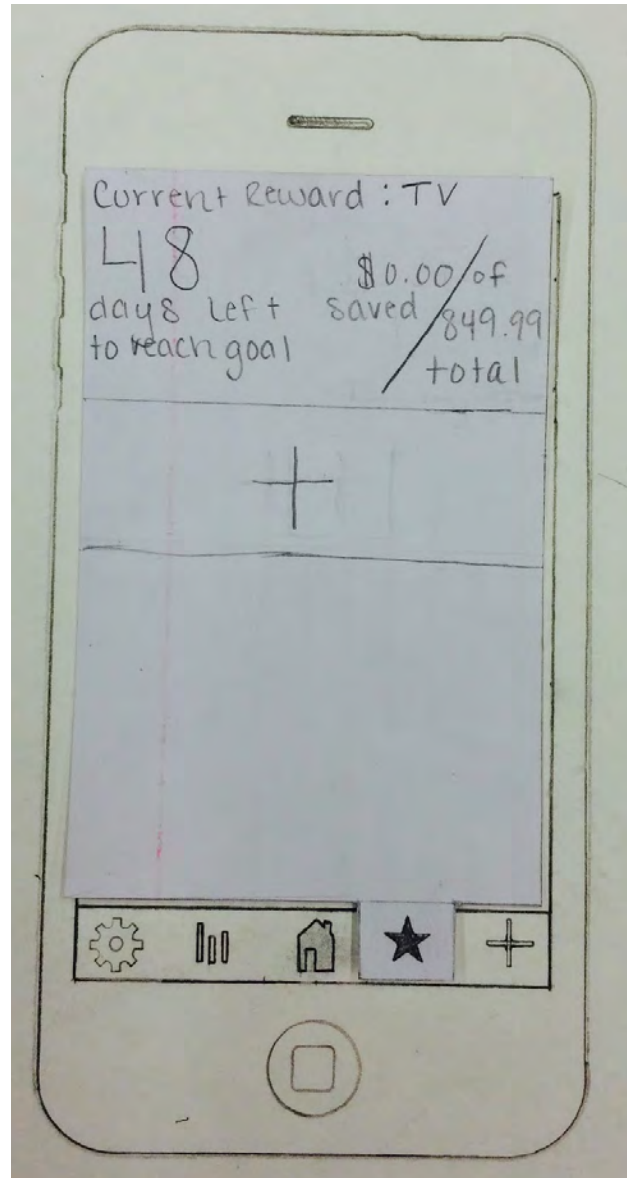 Current Reward : TV
48
days left
to reach goal
$0.00/of
saved
849.99
total